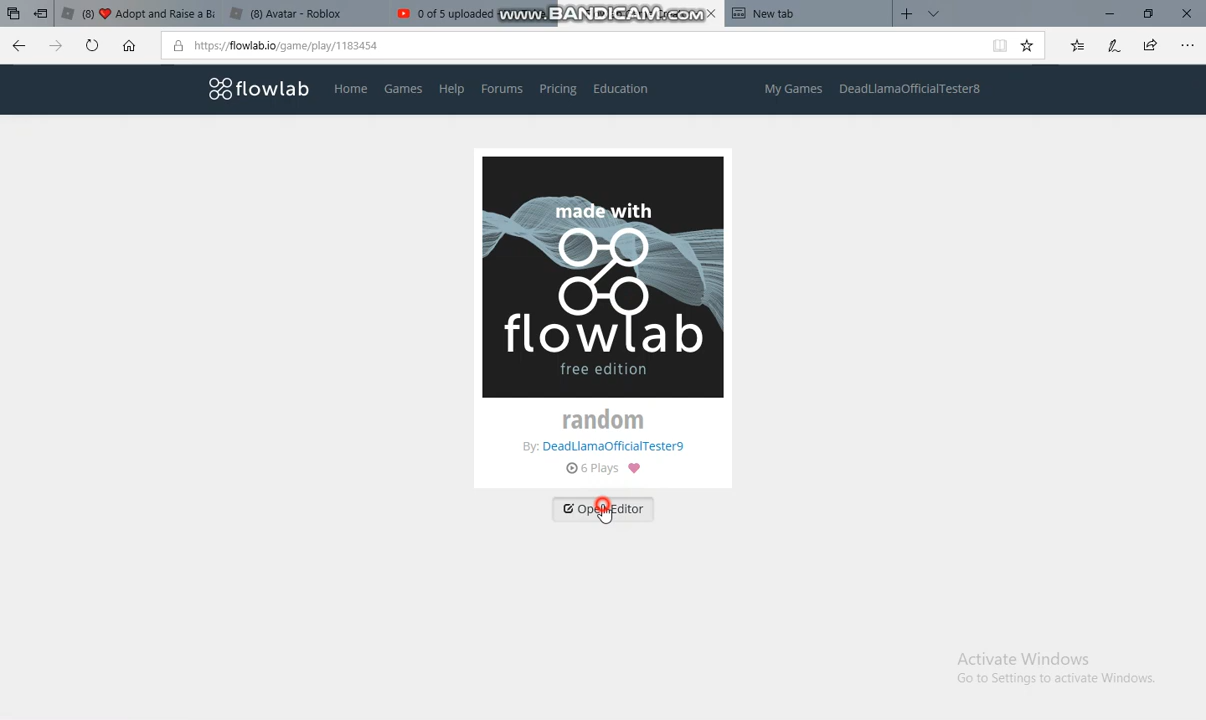 (8) ❤ Adopt and Raise a Ba
(8) Avatar - Roblox
0 of 5 uploaded
www.BANDICAM.com
New tab
https://flowlab.io/game/play/1183454
flowlab
Home
Games
Help
Forums
Pricing
Education
My Games
DeadLlamaOfficialTester8
made with
flowlab
free edition
random
By: DeadLlamaOfficialTester9
6 Plays
Open Editor
Activate Windows
Go to Settings to activate Windows.